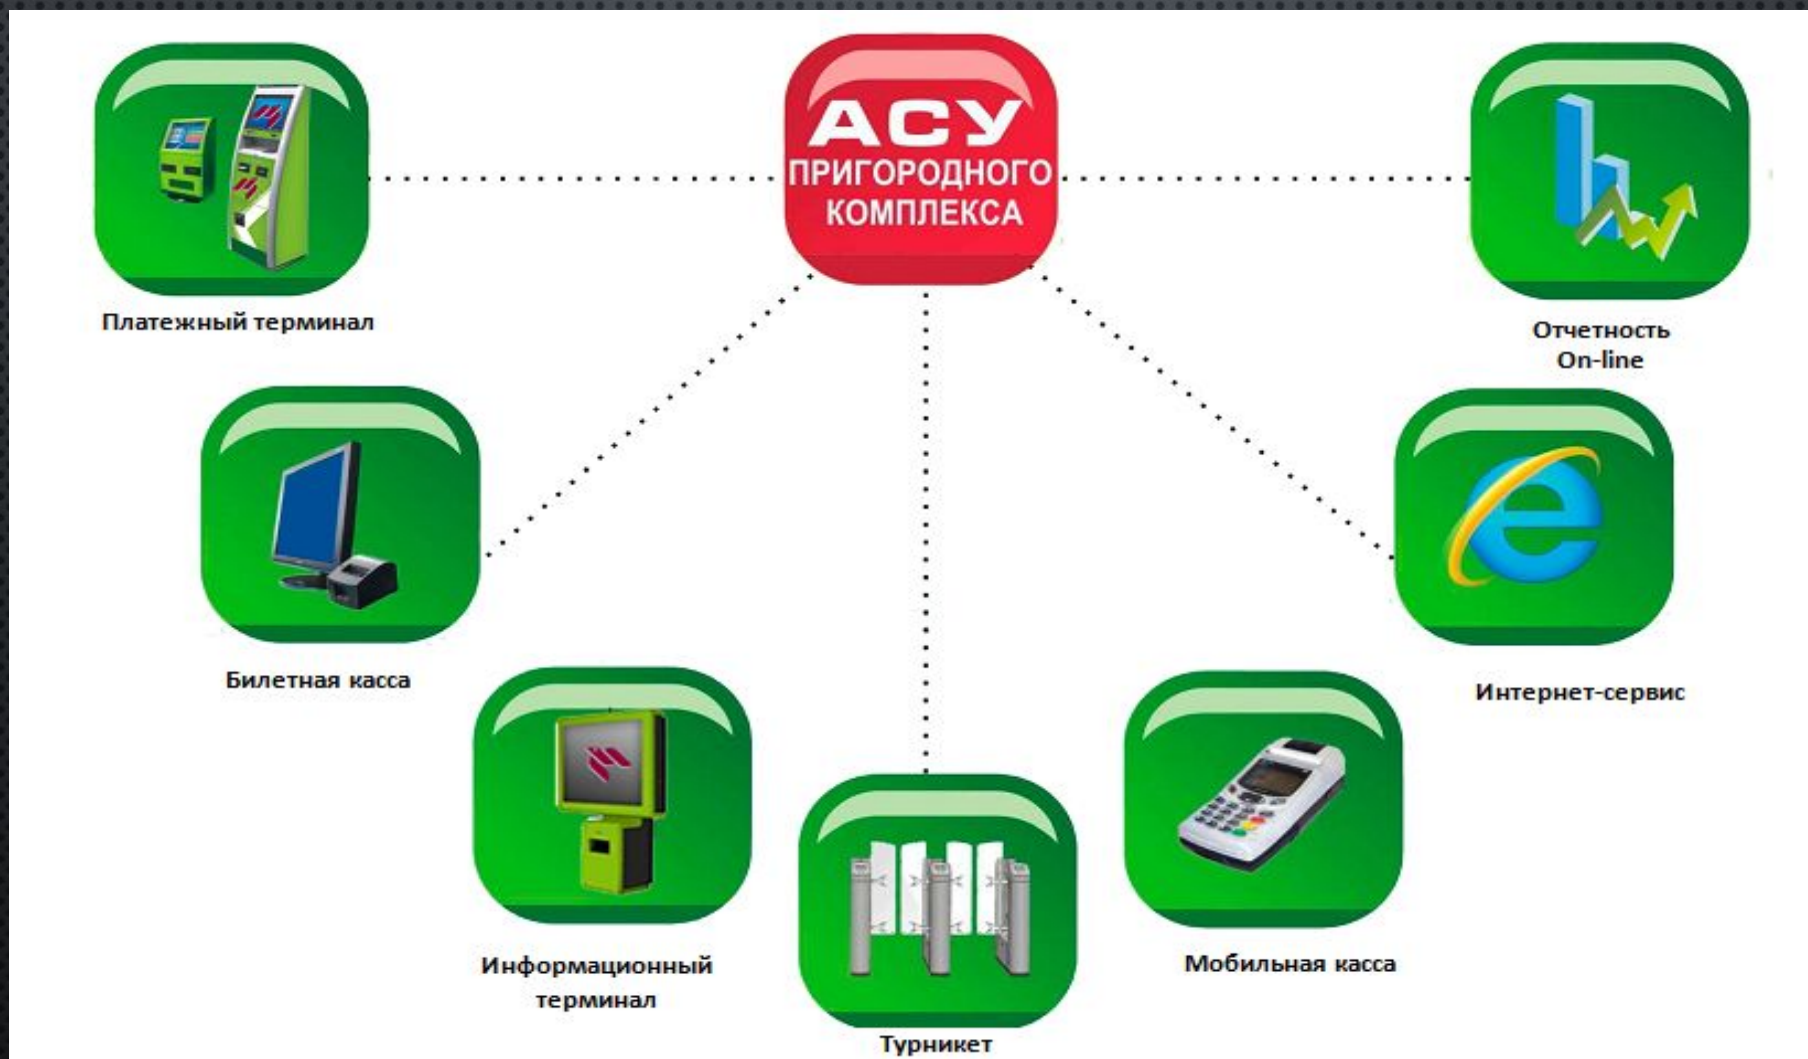 АСУ
ПРИГОРОДНОГО
КОМПЛЕКСА
Платежный терминал
Отчетность
On-line
Билетная касса
Интернет-сервис
Информационный
терминал
Мобильная касса
Турникет